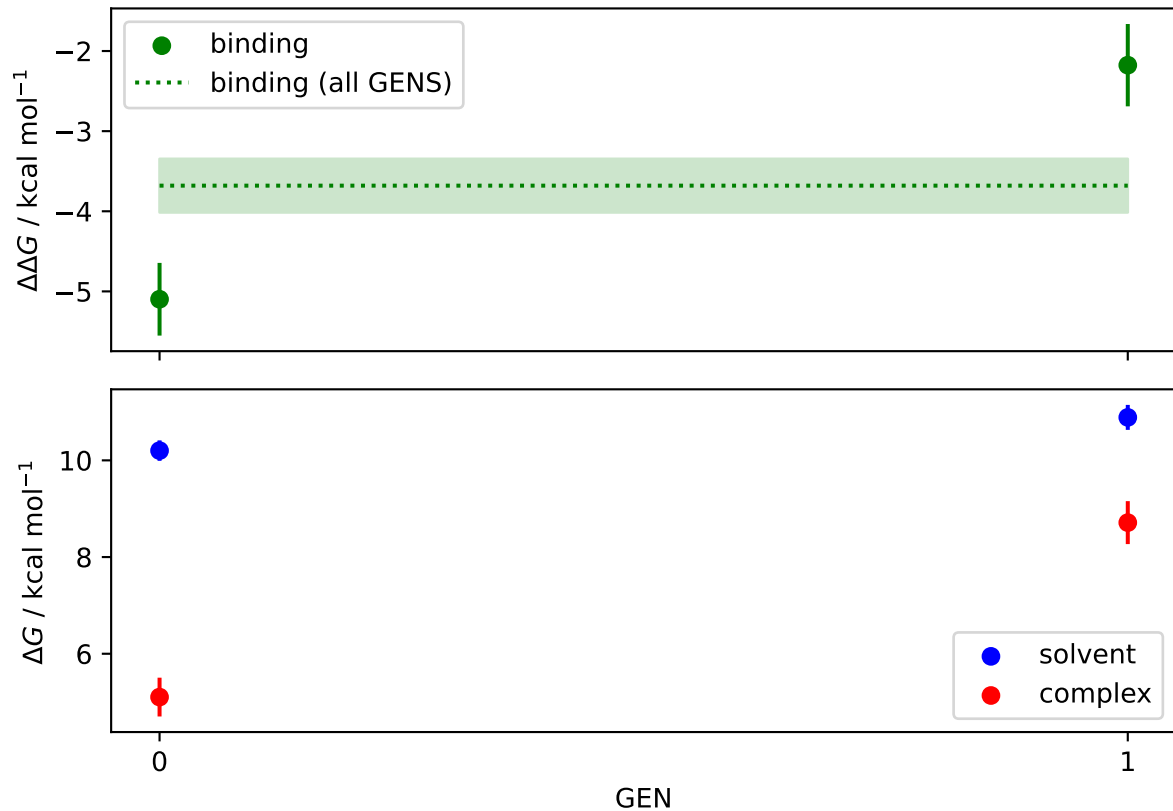 ΔΔG / kcal mol⁻¹
−2
−3
−4
−5
binding
binding (all GENS)
ΔG / kcal mol⁻¹
10
8
6
solvent
complex
0
1
GEN